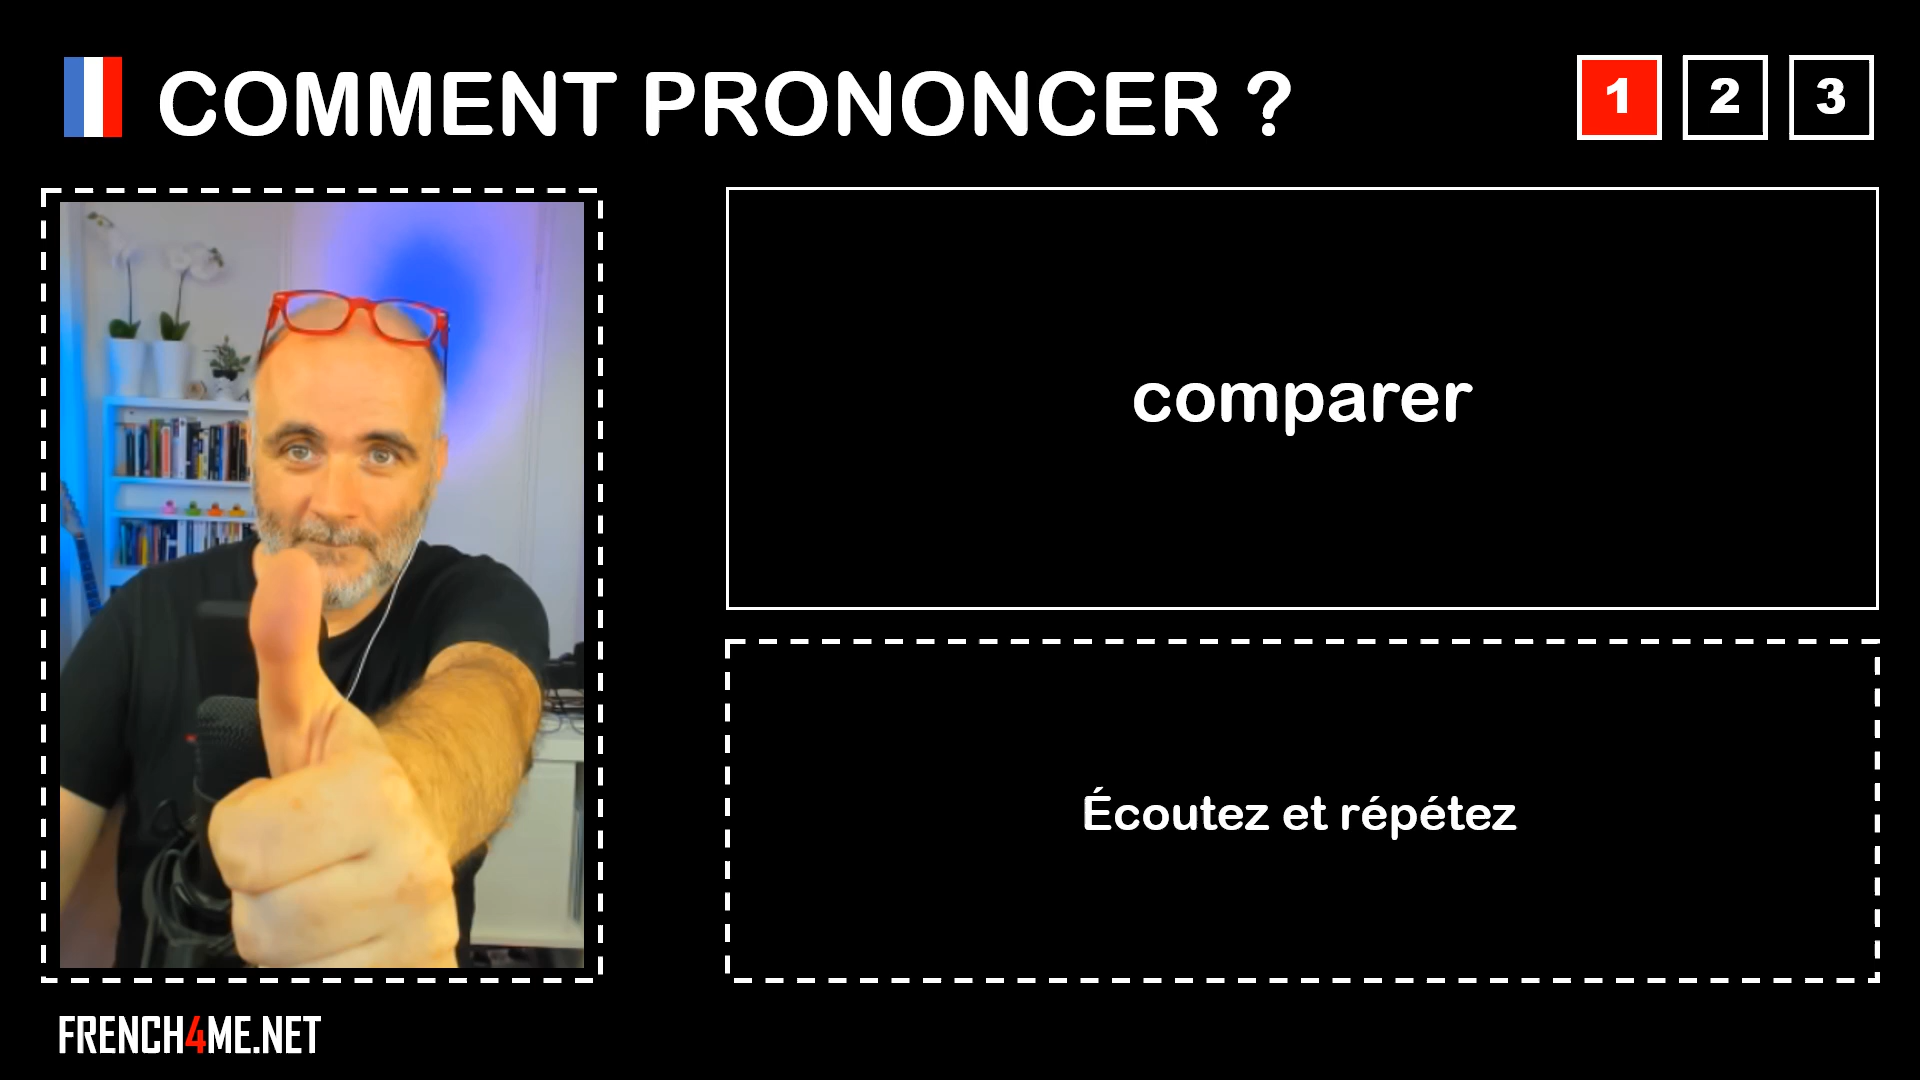 COMMENT PRONONCER ?
1 2 3
comparer
Écoutez et répétez
FRENCH4ME.NET